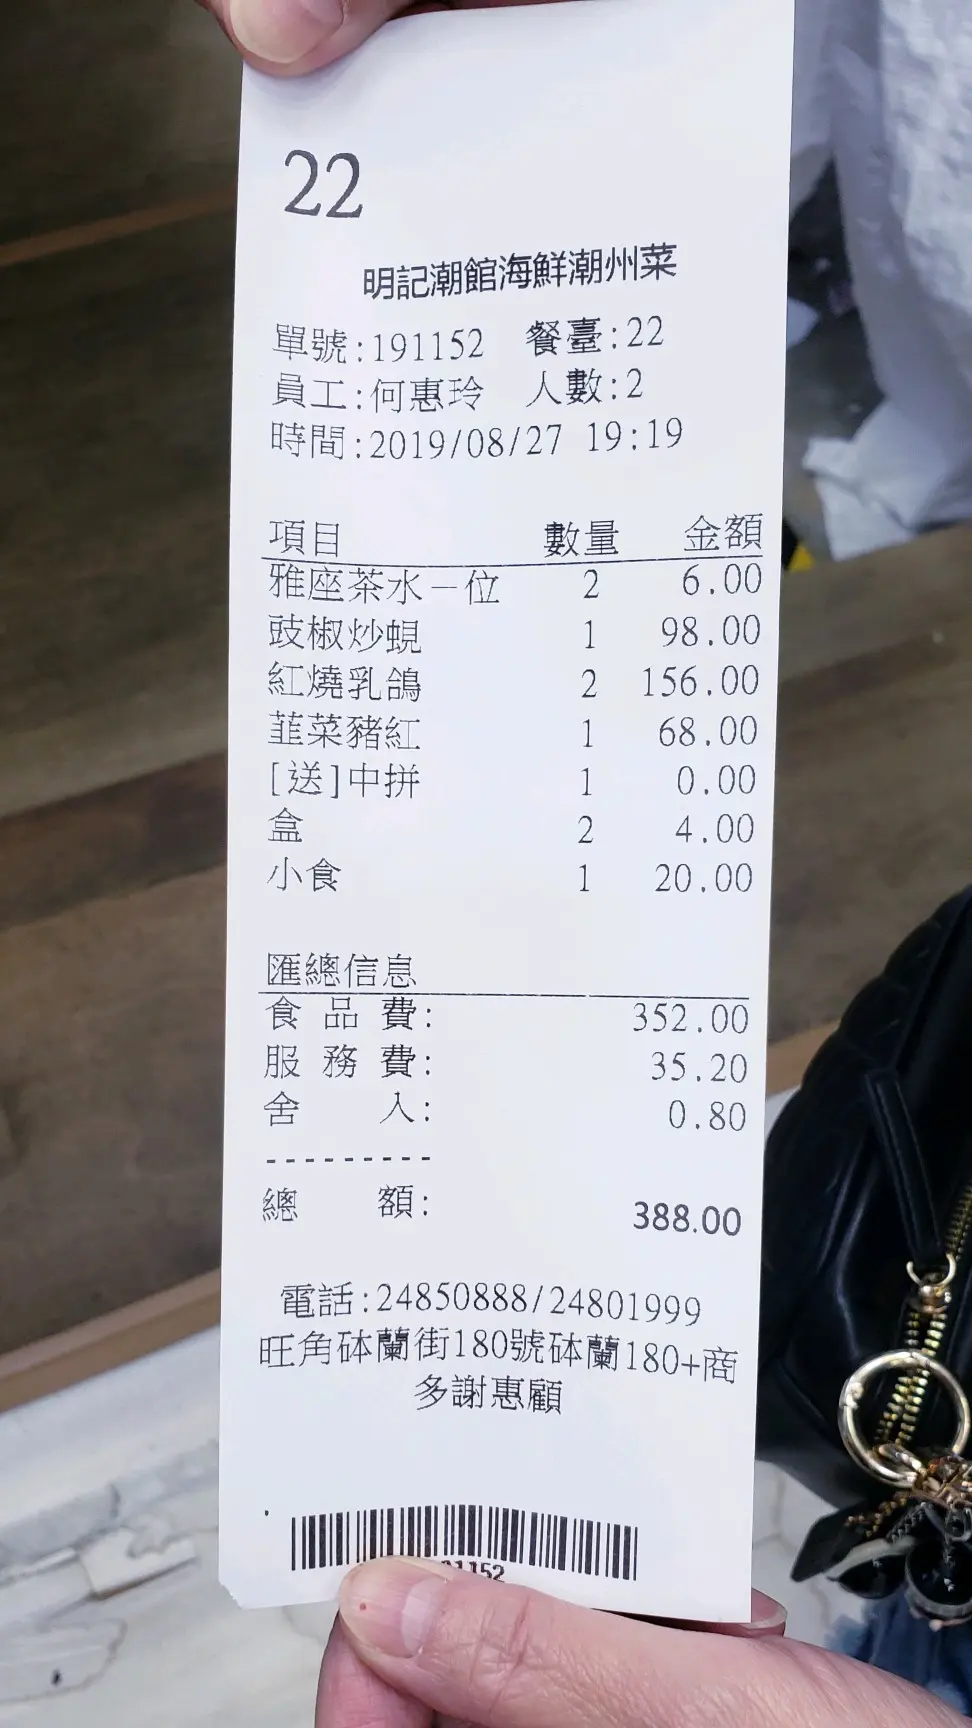 22
明記潮館海鮮潮州菜
單號:191152 餐臺:22
員工:何惠玲 人數:2
時間:2019/08/27 19:19
項目 數量 金額
雅座茶水－位 2 6.00
豉椒炒蜆 1 98.00
紅燒乳鴿 2 156.00
韮菜豬紅 1 68.00
[送]中拼 1 0.00
盒 2 4.00
小食 1 20.00
匯總信息
食品費: 352.00
服務費: 35.20
舍入: 0.80
---------
總額: 388.00
電話:24850888/24801999
旺角砵蘭街180號砵蘭180+商
多謝惠顧
1152